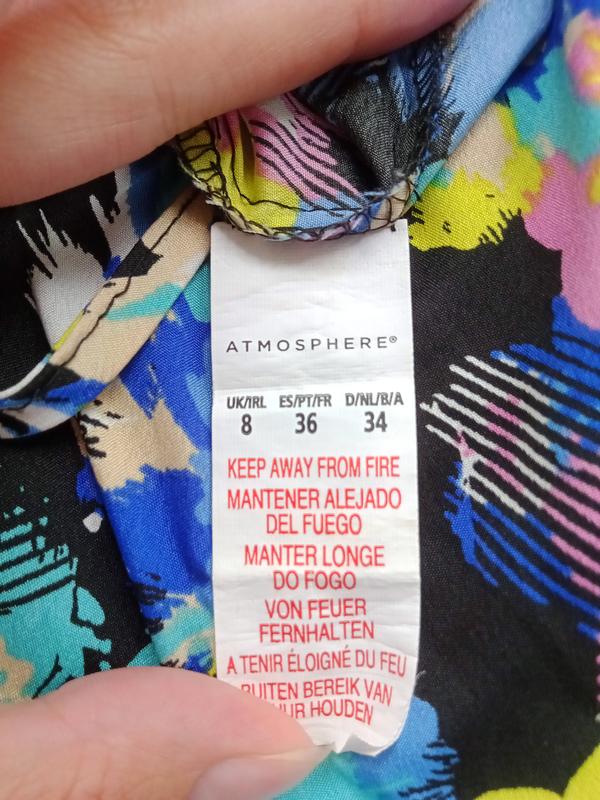 ATMOSPHERE®
UK/IRL ES/PT/FR D/NL/B/A
8 36 34
KEEP AWAY FROM FIRE
MANTENER ALEJADO
DEL FUEGO
MANTER LONGE
DO FOGO
VON FEUER
FERNHALTEN
A TENIR ÉLOIGNÉ DU FEU
BUITEN BEREIK VAN
HOUDEN